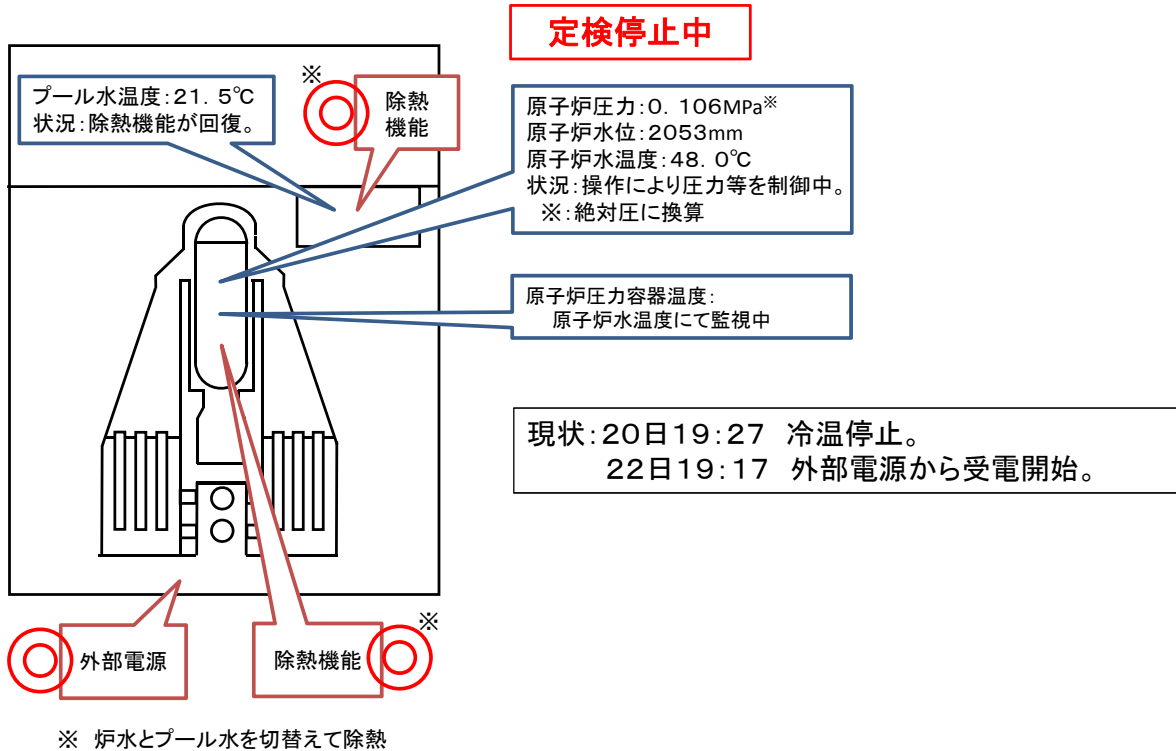 定検停止中
プール水温度:21.5℃
状況:除熱機能が回復。
※
除熱
機能
原子炉圧力:0.106MPa※
原子炉水位:2053mm
原子炉水温度:48.0℃
状況:操作により圧力等を制御中。
※:絶対圧に換算
原子炉圧力容器温度:
原子炉水温度にて監視中
現状:20日19:27 冷温停止。
22日19:17 外部電源から受電開始。
外部電源
除熱機能
※
※ 炉水とプール水を切替えて除熱